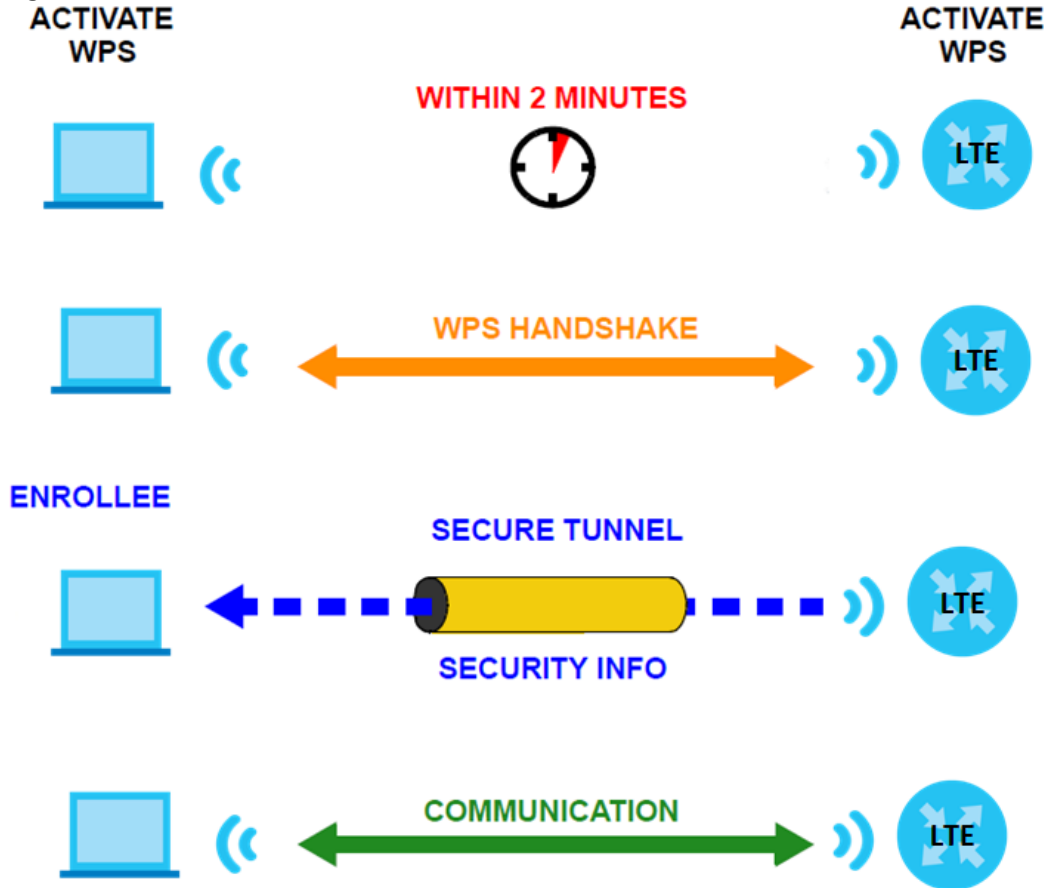 ACTIVATE
WPS
ACTIVATE
WPS
WITHIN 2 MINUTES
LTE
WPS HANDSHAKE
LTE
ENROLLEE
SECURE TUNNEL
LTE
SECURITY INFO
COMMUNICATION
LTE